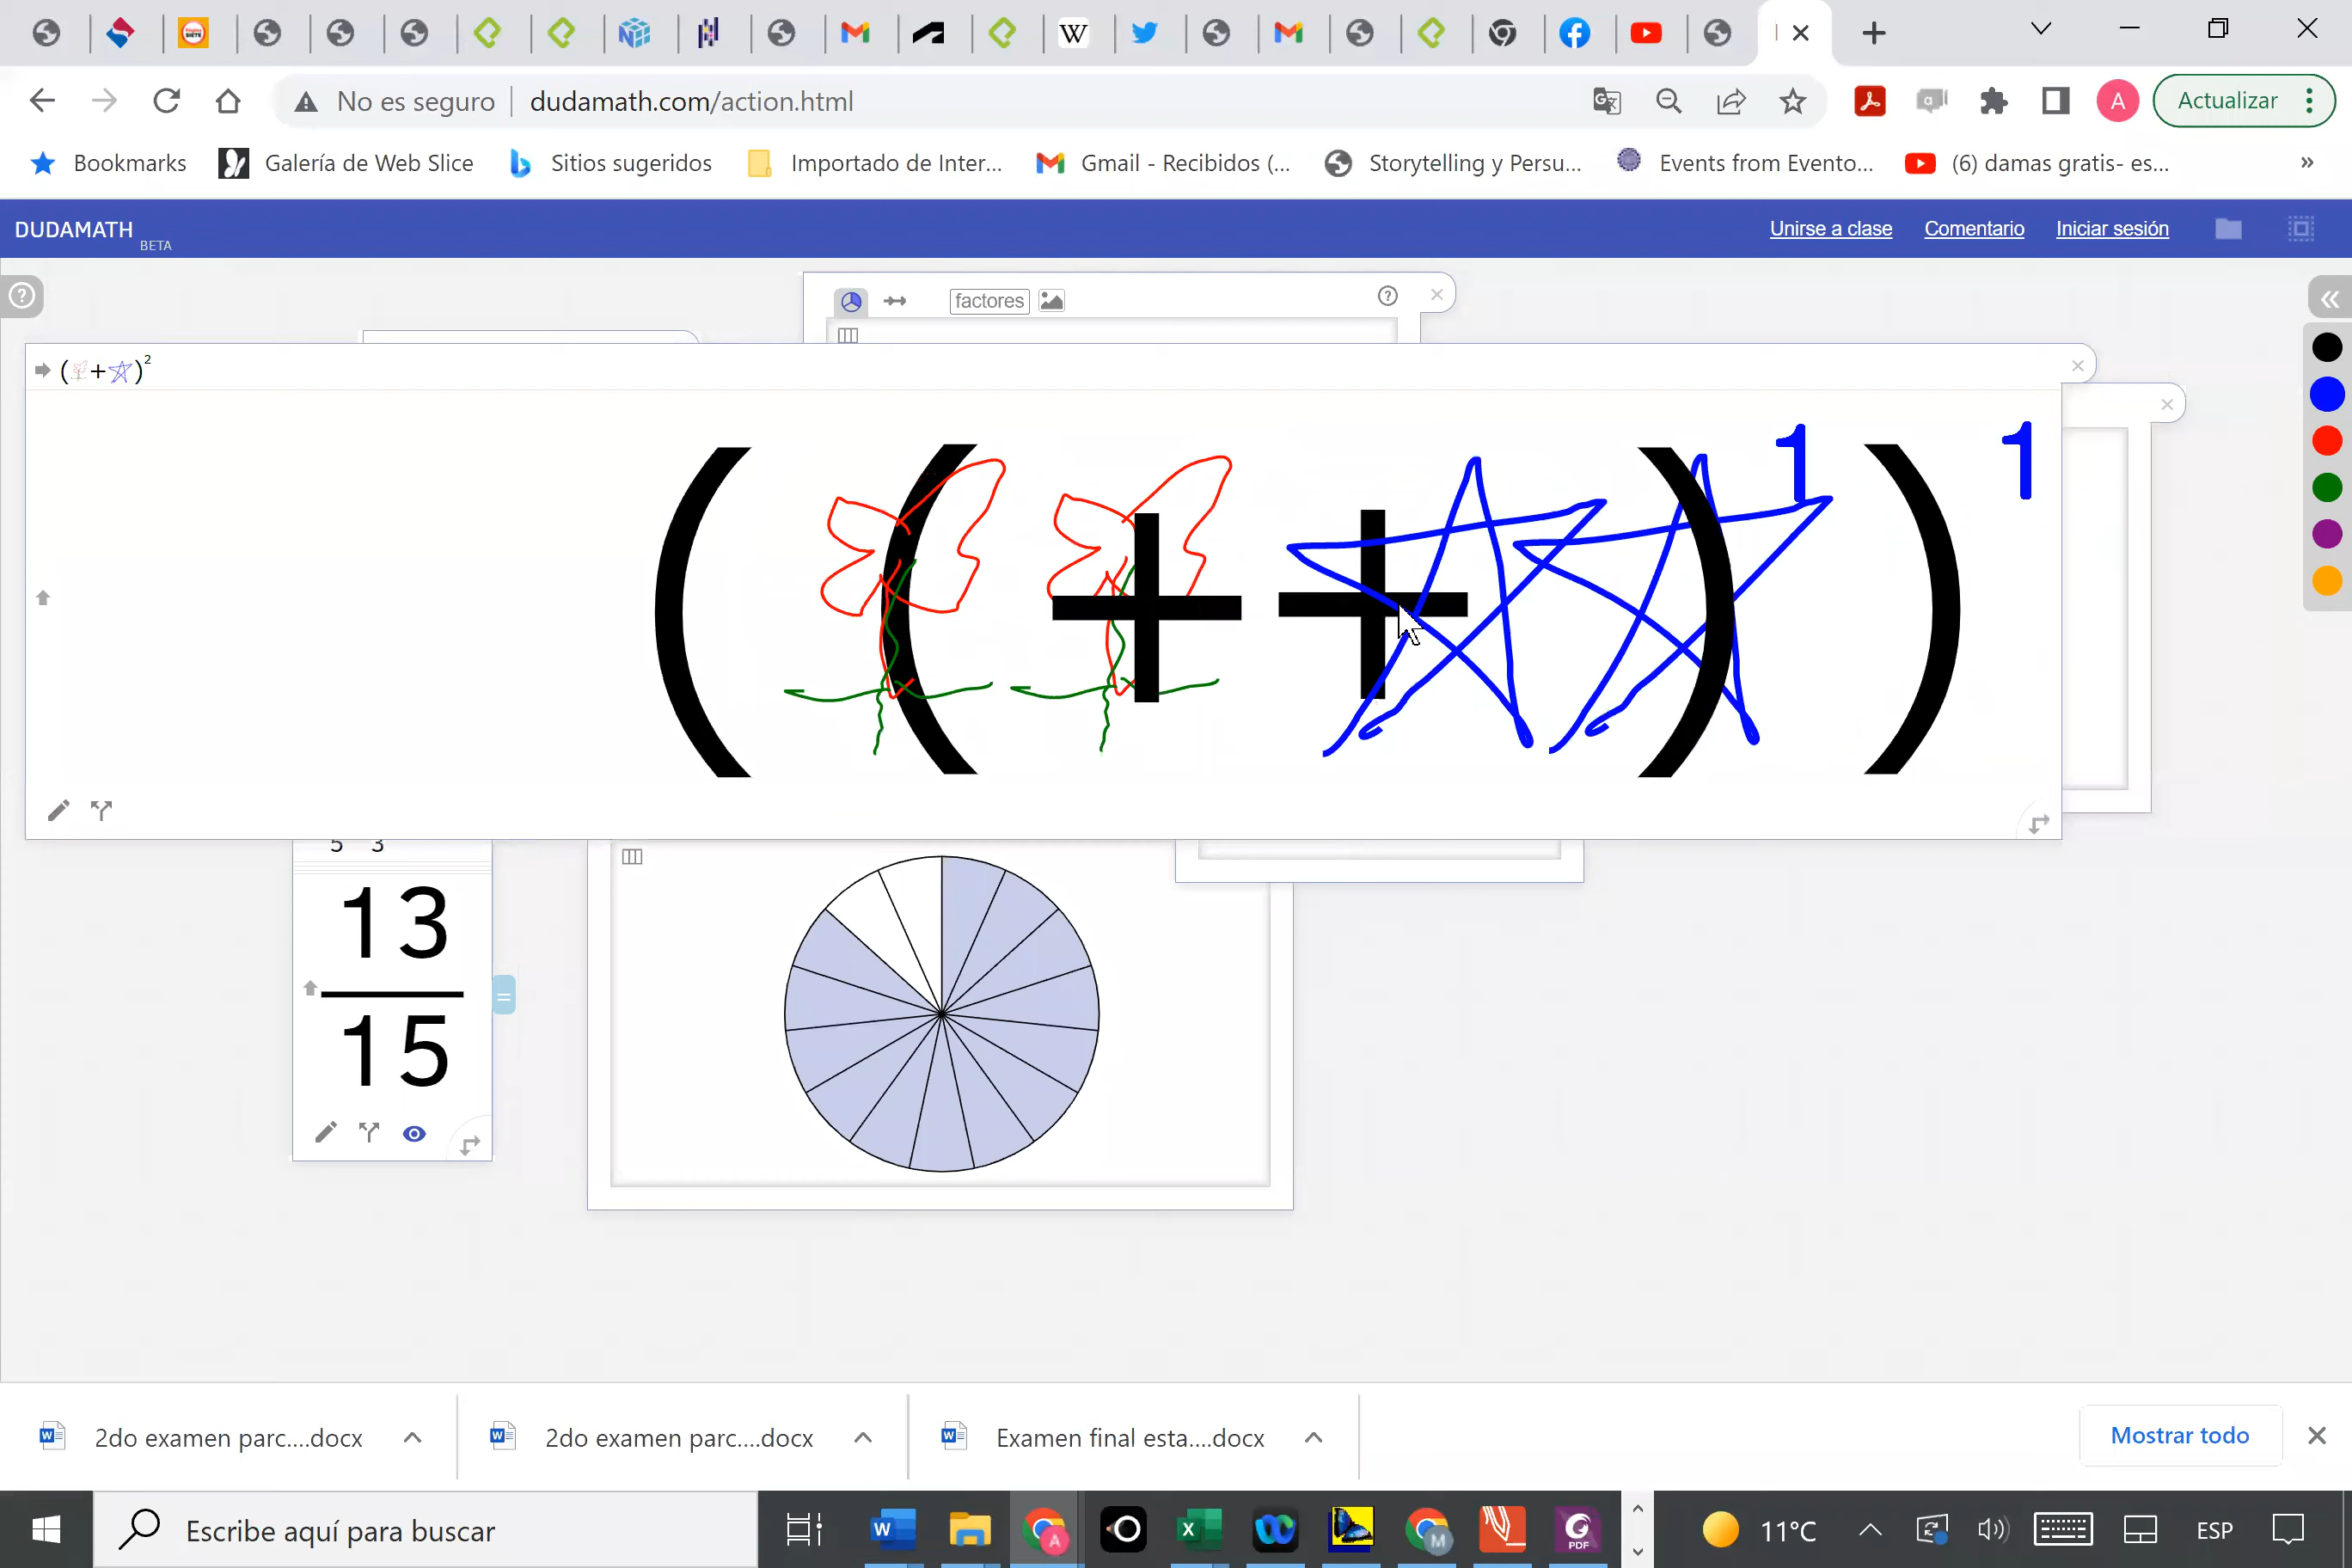 No es seguro dudamath.com/action.html Actualizar
Bookmarks Galería de Web Slice Sitios sugeridos Importado de Inter... Gmail - Recibidos (... Storytelling y Persu... Events from Evento... (6) damas gratis- es... »
DUDAMATH BETA Unirse a clase Comentario Iniciar sesión
factores
( + )²
( ( + + )1 )1
5 3
13
15
=
2do examen parc....docx 2do examen parc....docx Examen final esta....docx Mostrar todo
Escribe aquí para buscar 11°C ESP